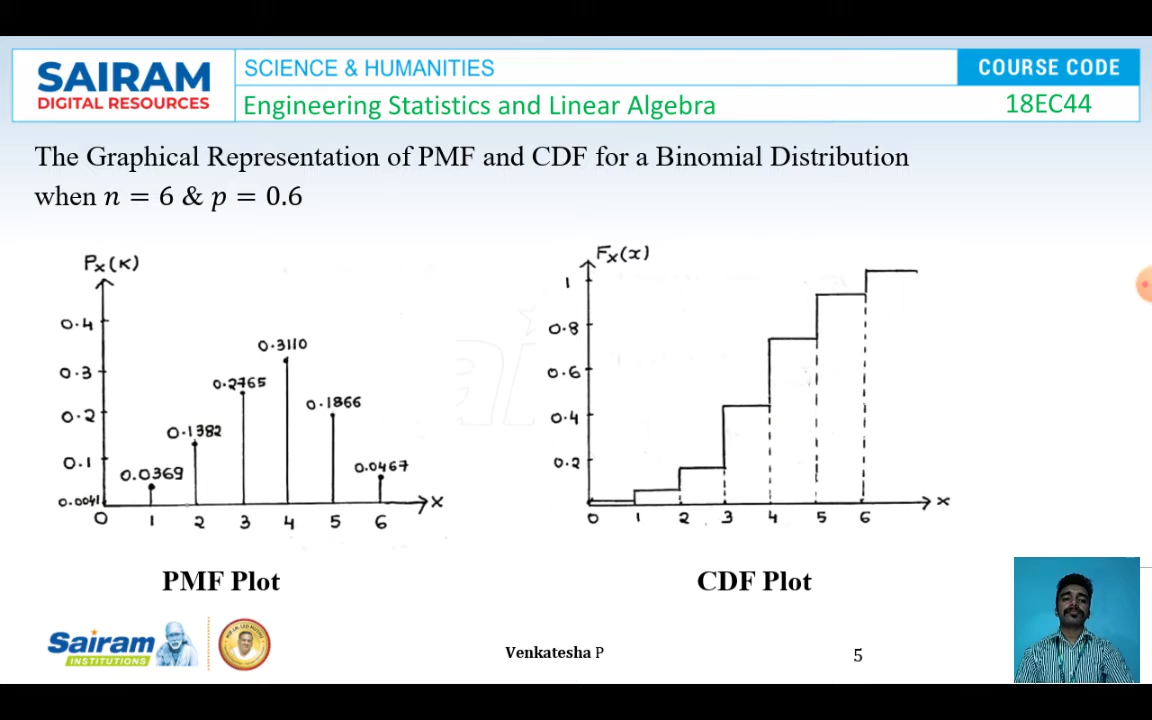 SAIRAM
DIGITAL RESOURCES
SCIENCE & HUMANITIES
Engineering Statistics and Linear Algebra
COURSE CODE
18EC44
The Graphical Representation of PMF and CDF for a Binomial Distribution
when n = 6 & p = 0.6
Px(K)
0.4
0.3
0.2
0.1
0.0041
0.0369
0.1382
0.2765
0.3110
0.1866
0.0467
0 1 2 3 4 5 6 x
PMF Plot
Fx(x)
1
0.8
0.6
0.4
0.2
0 1 2 3 4 5 6 x
CDF Plot
Sairam
INSTITUTIONS
Venkatesha P
5